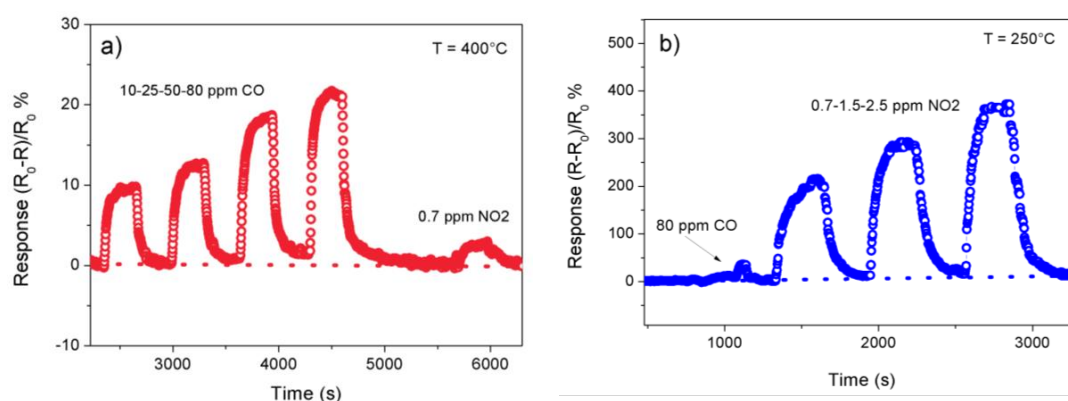 a)
T = 400°C
10-25-50-80 ppm CO
0.7 ppm NO2
30
20
10
0
-10
Response (R₀-R)/R₀ %
3000 4000 5000 6000
Time (s)
b)
T = 250°C
0.7-1.5-2.5 ppm NO2
80 ppm CO
500
400
300
200
100
0
Response (R-R₀)/R₀ %
1000 2000 3000
Time (s)